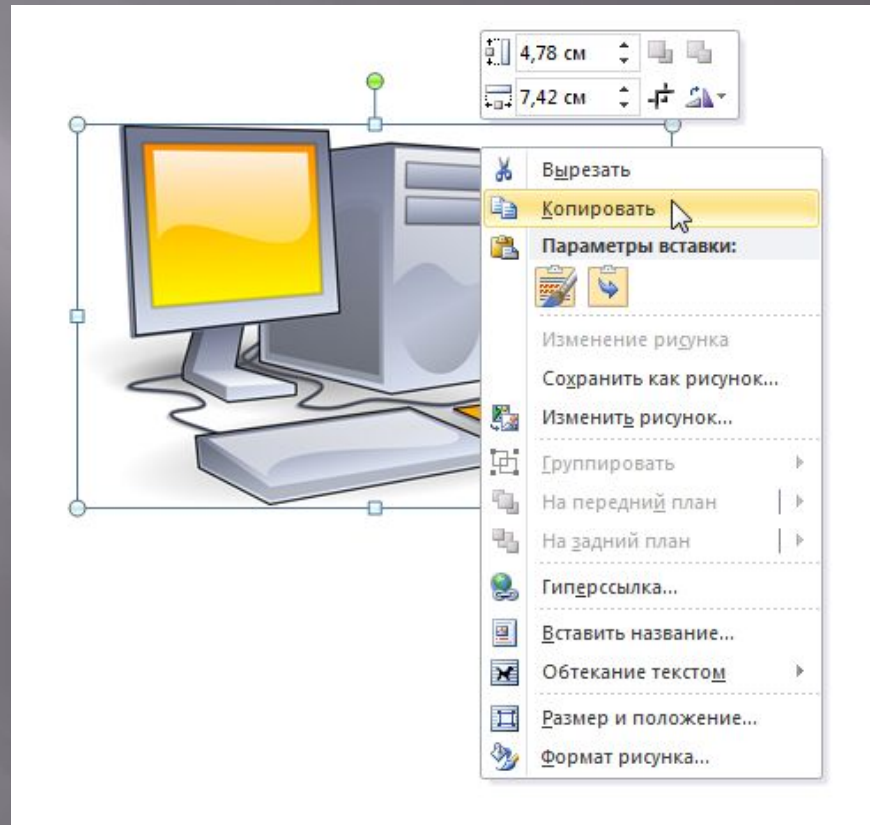 4,78 см
7,42 см
Вырезать
Копировать
Параметры вставки:
Изменение рисунка
Сохранить как рисунок...
Изменить рисунок...
Группировать
На передний план
На задний план
Гиперссылка...
Вставить название...
Обтекание текстом
Размер и положение...
Формат рисунка...